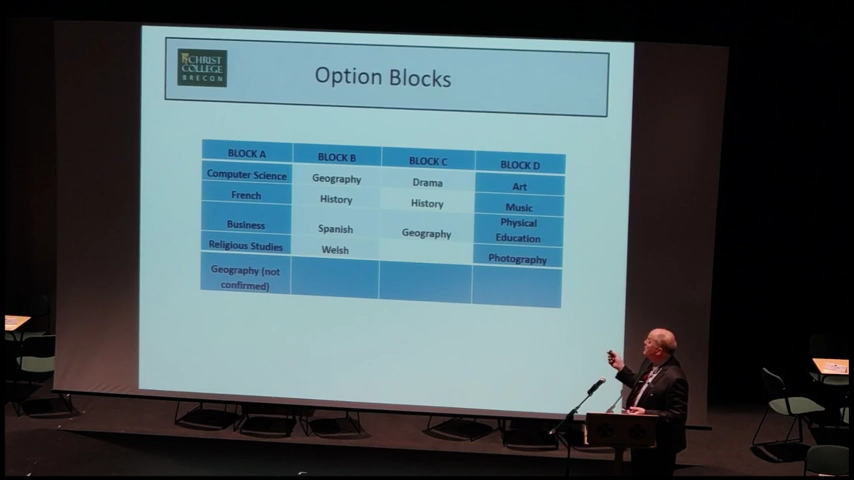 CHRIST
COLLEGE
BRECON
Option Blocks
BLOCK A BLOCK B BLOCK C BLOCK D
Computer Science Geography Drama Art
French History History Music
Business Spanish Geography Physical Education
Religious Studies Welsh Photography
Geography (not confirmed)